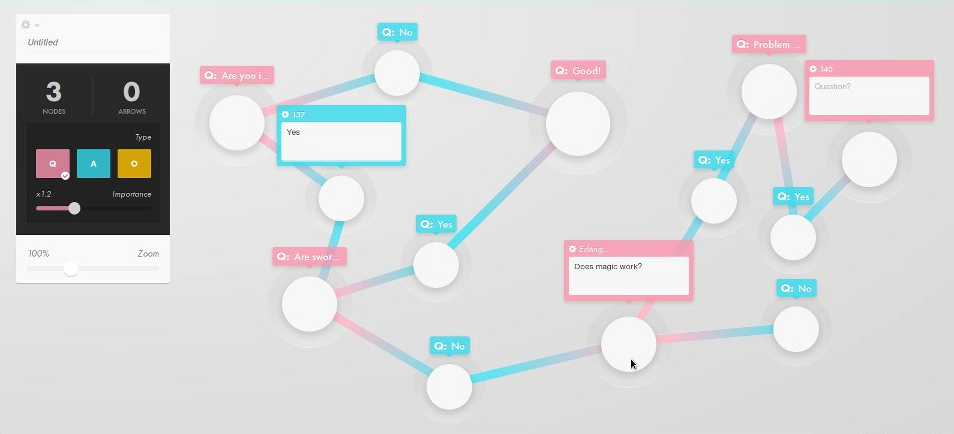 Untitled
3
NODES
0
ARROWS
Type
Q
A
O
x1.2
Importance
100%
Zoom
Q: Are you i...
Q: No
137
Yes
Q: Good!
Q: Problem ...
140
Question?
Q: Yes
Q: Yes
Q: Yes
Q: Are swor...
Editing...
Does magic work?
Q: No
Q: No